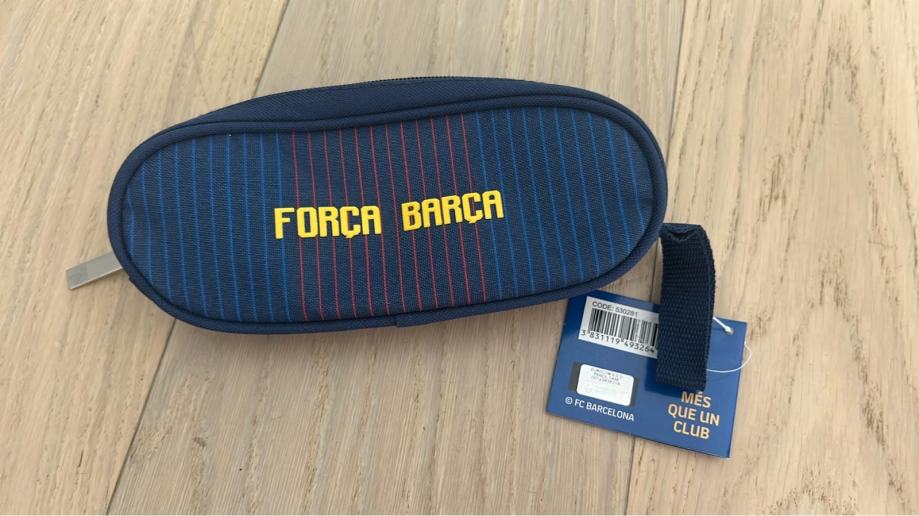 FORÇA BARÇA
CODE: 530281
3 831119 493264
© FC BARCELONA
MÉS
QUE UN
CLUB